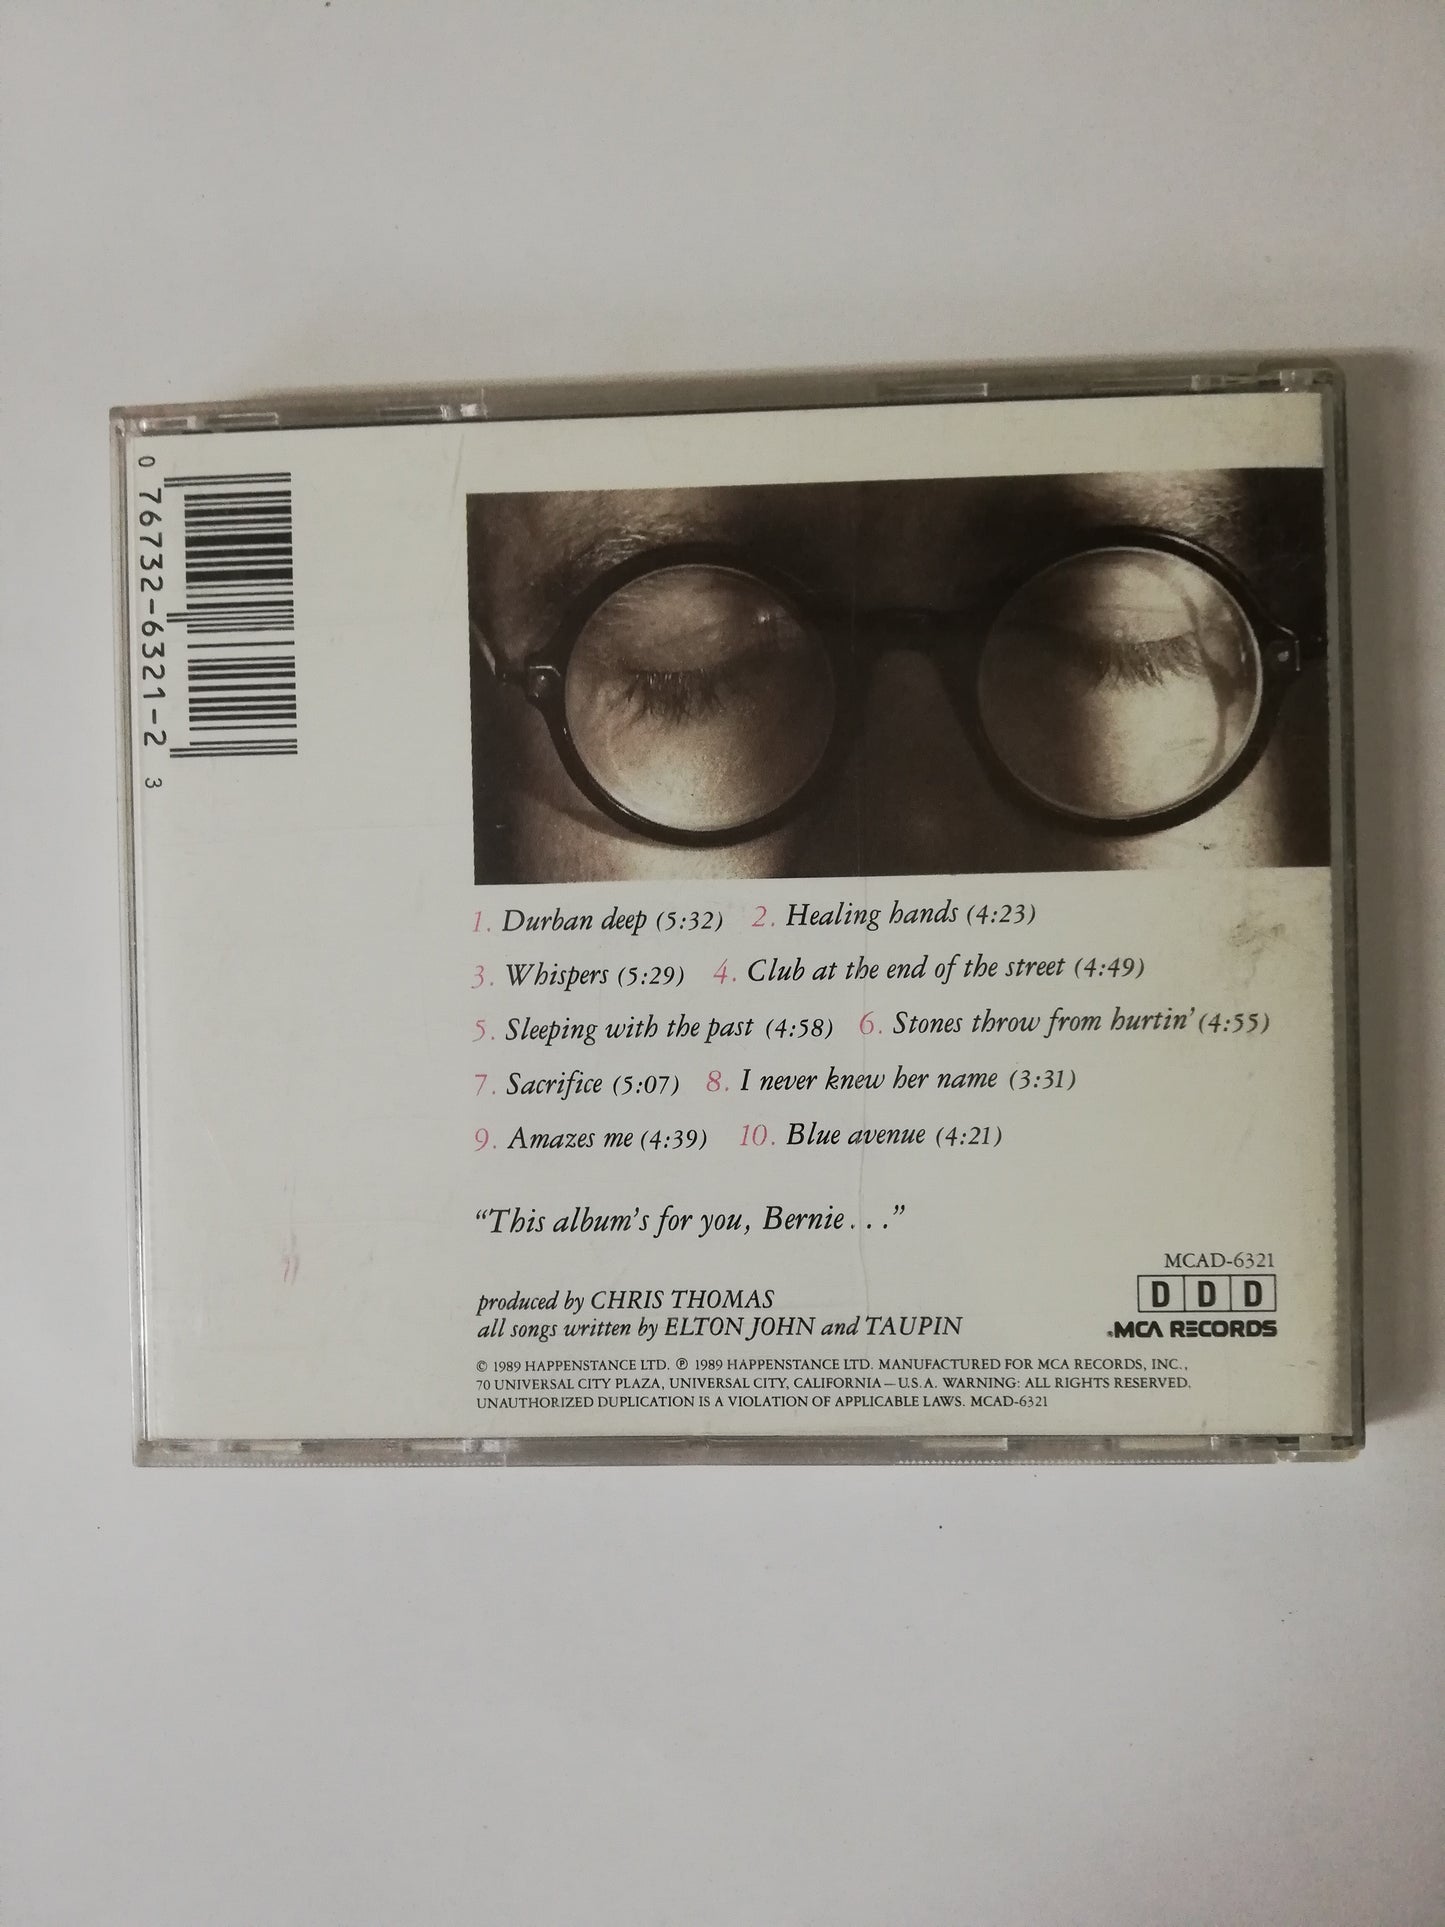 0 76732-6321-2 3
1. Durban deep (5:32) 2. Healing hands (4:23)
3. Whispers (5:29) 4. Club at the end of the street (4:49)
5. Sleeping with the past (4:58) 6. Stones throw from hurtin' (4:55)
7. Sacrifice (5:07) 8. I never knew her name (3:31)
9. Amazes me (4:39) 10. Blue avenue (4:21)
“This album's for you, Bernie . . .”
MCAD-6321
D D D
MCA RECORDS
produced by CHRIS THOMAS
all songs written by ELTON JOHN and TAUPIN
© 1989 HAPPENSTANCE LTD. ℗ 1989 HAPPENSTANCE LTD. MANUFACTURED FOR MCA RECORDS, INC.,
70 UNIVERSAL CITY PLAZA, UNIVERSAL CITY, CALIFORNIA—U.S.A. WARNING: ALL RIGHTS RESERVED.
UNAUTHORIZED DUPLICATION IS A VIOLATION OF APPLICABLE LAWS. MCAD-6321